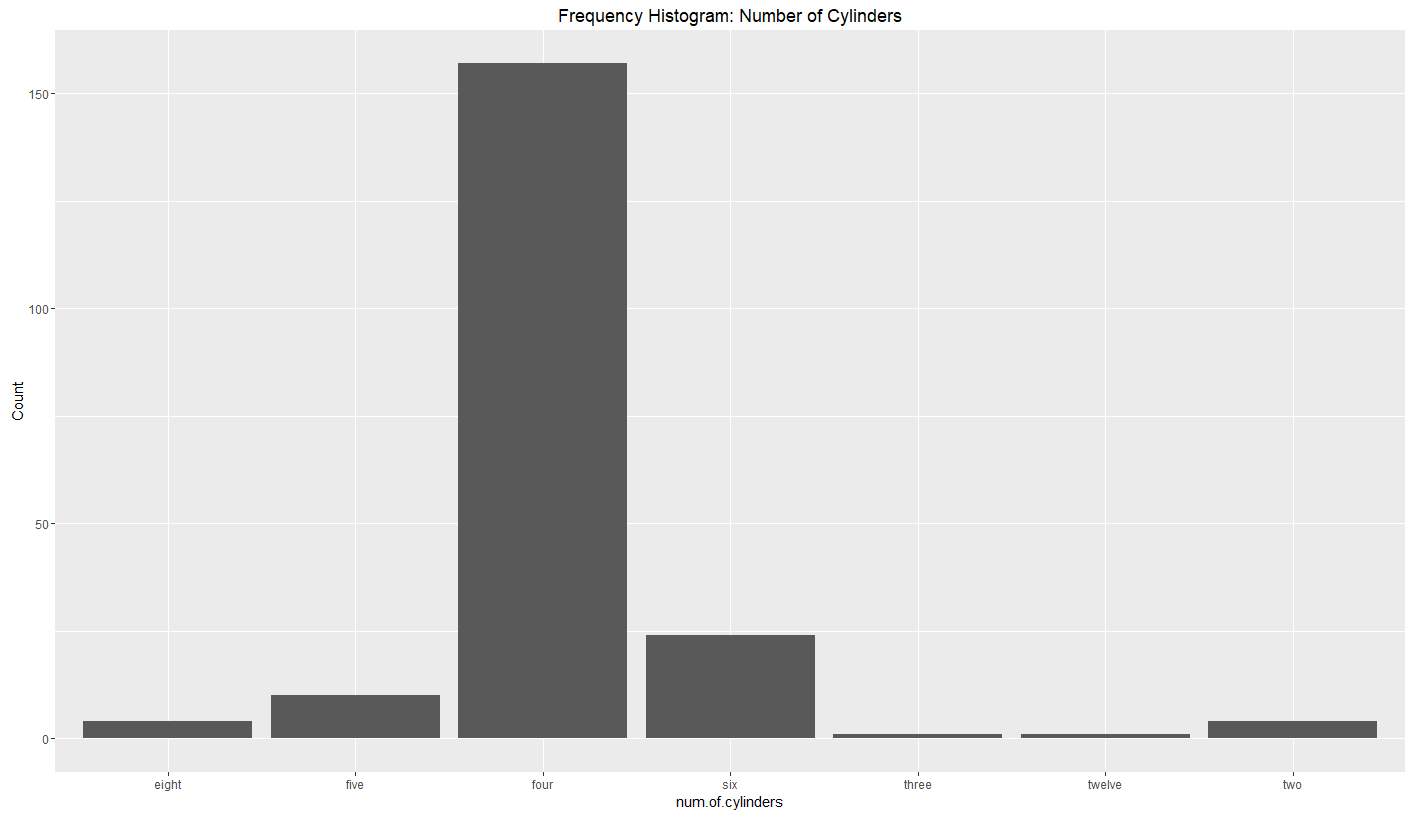 Frequency Histogram: Number of Cylinders
Count
150
100
50
0
eight five four six three twelve two
num.of.cylinders